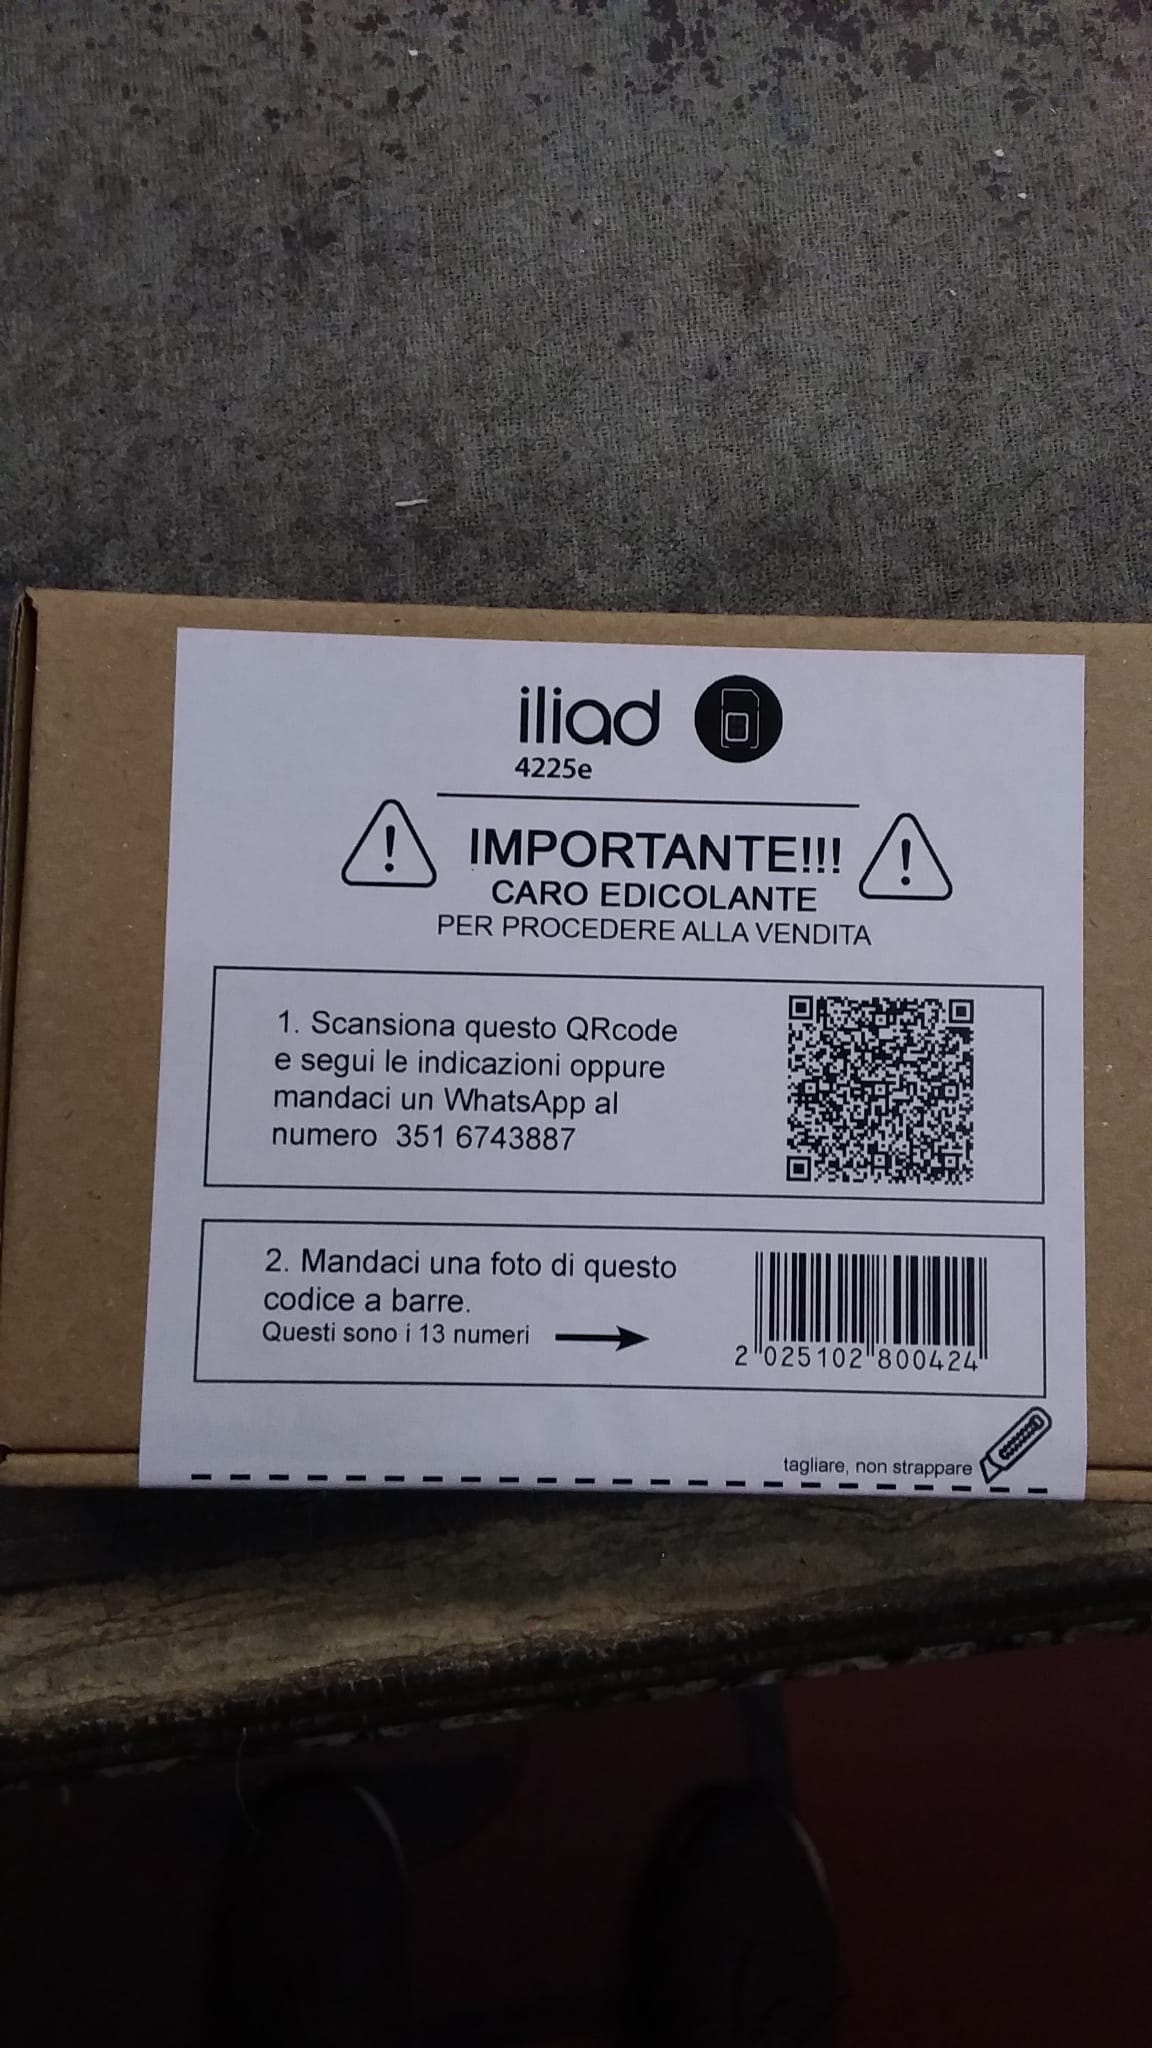 iliad
4225e
IMPORTANTE!!!
CARO EDICOLANTE
PER PROCEDERE ALLA VENDITA
1. Scansiona questo QRcode
e segui le indicazioni oppure
mandaci un WhatsApp al
numero 351 6743887
2. Mandaci una foto di questo
codice a barre.
Questi sono i 13 numeri
2 025102 800424
tagliare, non strappare